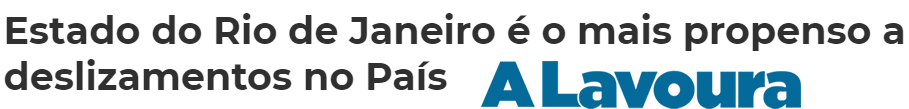 Estado do Rio de Janeiro é o mais propenso a
deslizamentos no País
A Lavoura